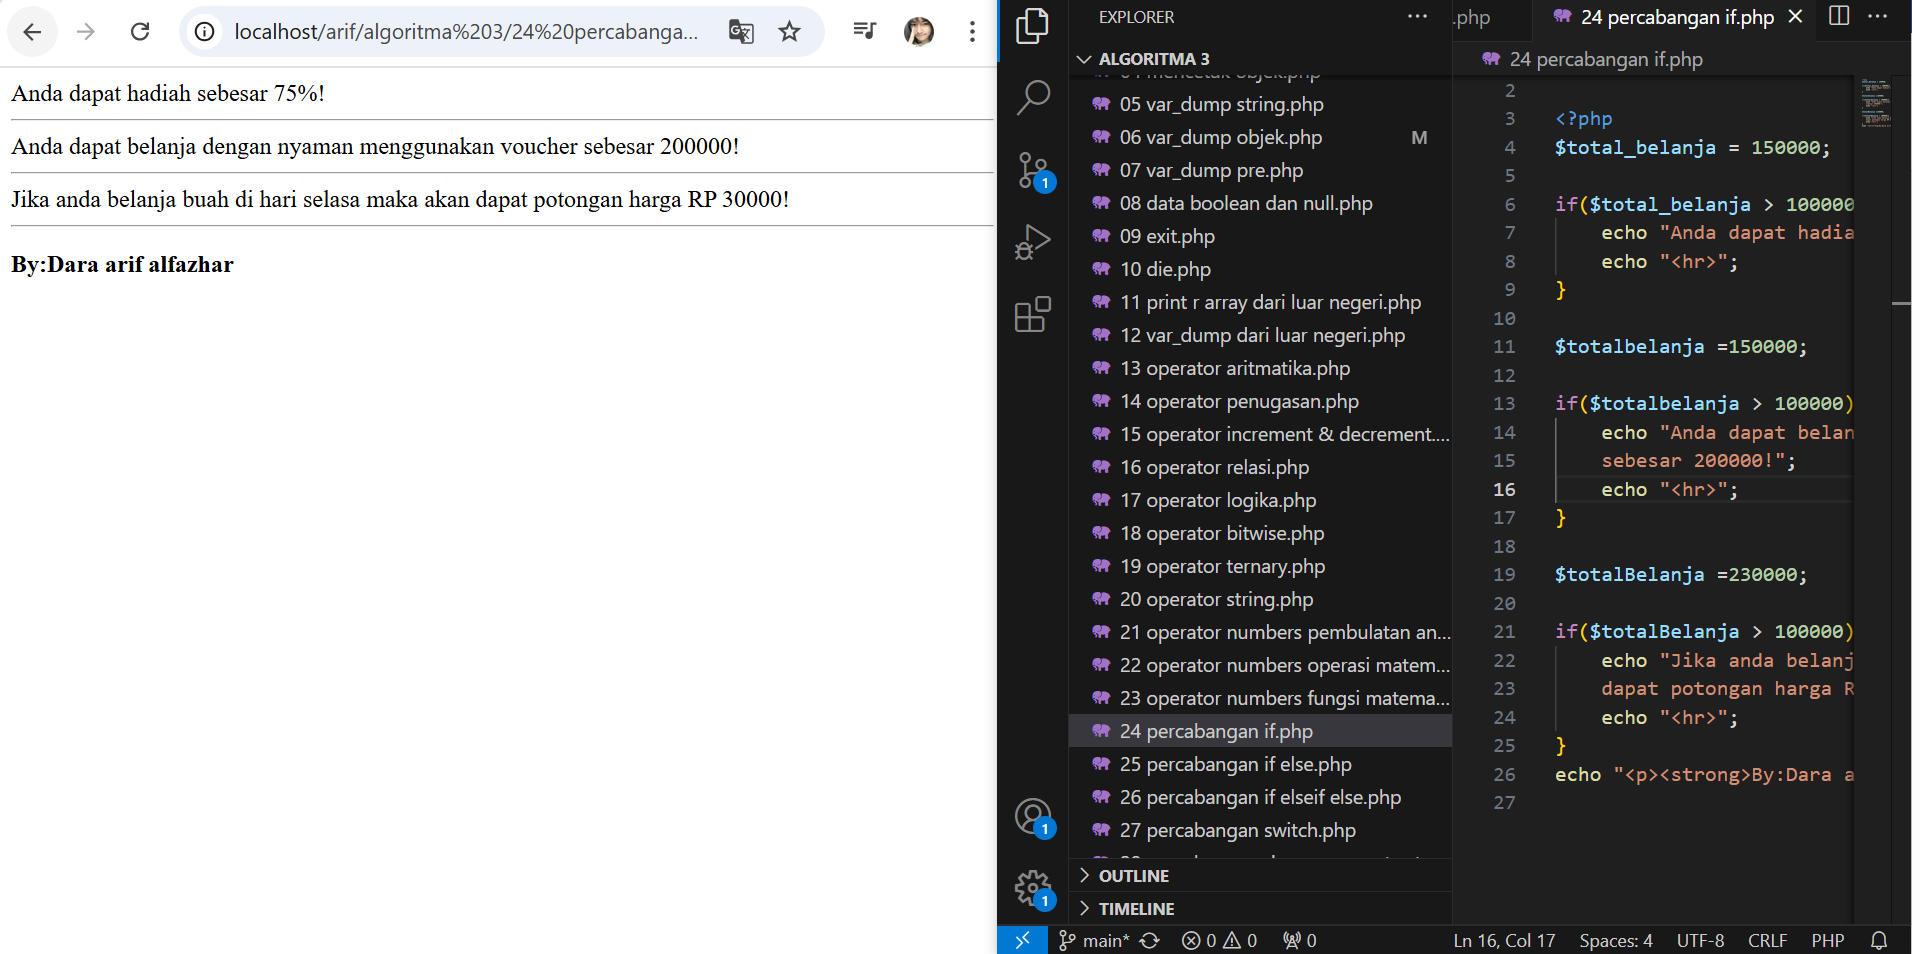 localhost/arif/algoritma%203/24%20percabanga...
Anda dapat hadiah sebesar 75%!
Anda dapat belanja dengan nyaman menggunakan voucher sebesar 200000!
Jika anda belanja buah di hari selasa maka akan dapat potongan harga RP 30000!
By:Dara arif alfazhar
EXPLORER
ALGORITMA 3
05 var_dump string.php
06 var_dump objek.php M
07 var_dump pre.php
08 data boolean dan null.php
09 exit.php
10 die.php
11 print r array dari luar negeri.php
12 var_dump dari luar negeri.php
13 operator aritmatika.php
14 operator penugasan.php
15 operator increment & decrement....
16 operator relasi.php
17 operator logika.php
18 operator bitwise.php
19 operator ternary.php
20 operator string.php
21 operator numbers pembulatan an...
22 operator numbers operasi matem...
23 operator numbers fungsi matema...
24 percabangan if.php
25 percabangan if else.php
26 percabangan if elseif else.php
27 percabangan switch.php
OUTLINE
TIMELINE
1
1
1
.php
24 percabangan if.php
24 percabangan if.php
2
3 <?php
4 $total_belanja = 150000;
5
6 if($total_belanja > 100000
7 echo "Anda dapat hadia
8 echo "<hr>";
9 }
10
11 $totalbelanja =150000;
12
13 if($totalbelanja > 100000)
14 echo "Anda dapat belan
15 sebesar 200000!";
16 echo "<hr>";
17 }
18
19 $totalBelanja =230000;
20
21 if($totalBelanja > 100000)
22 echo "Jika anda belanj
23 dapat potongan harga R
24 echo "<hr>";
25 }
26 echo "<p><strong>By:Dara a
27
main* 0 0 0 Ln 16, Col 17 Spaces: 4 UTF-8 CRLF PHP